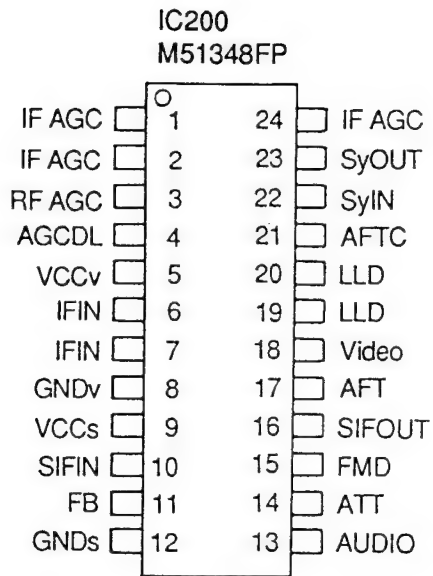 IC200
M51348FP
IF AGC 1 24 IF AGC
IF AGC 2 23 SyOUT
RF AGC 3 22 SyIN
AGCDL 4 21 AFTC
VCCv 5 20 LLD
IFIN 6 19 LLD
IFIN 7 18 Video
GNDv 8 17 AFT
VCCs 9 16 SIFOUT
SIFIN 10 15 FMD
FB 11 14 ATT
GNDs 12 13 AUDIO